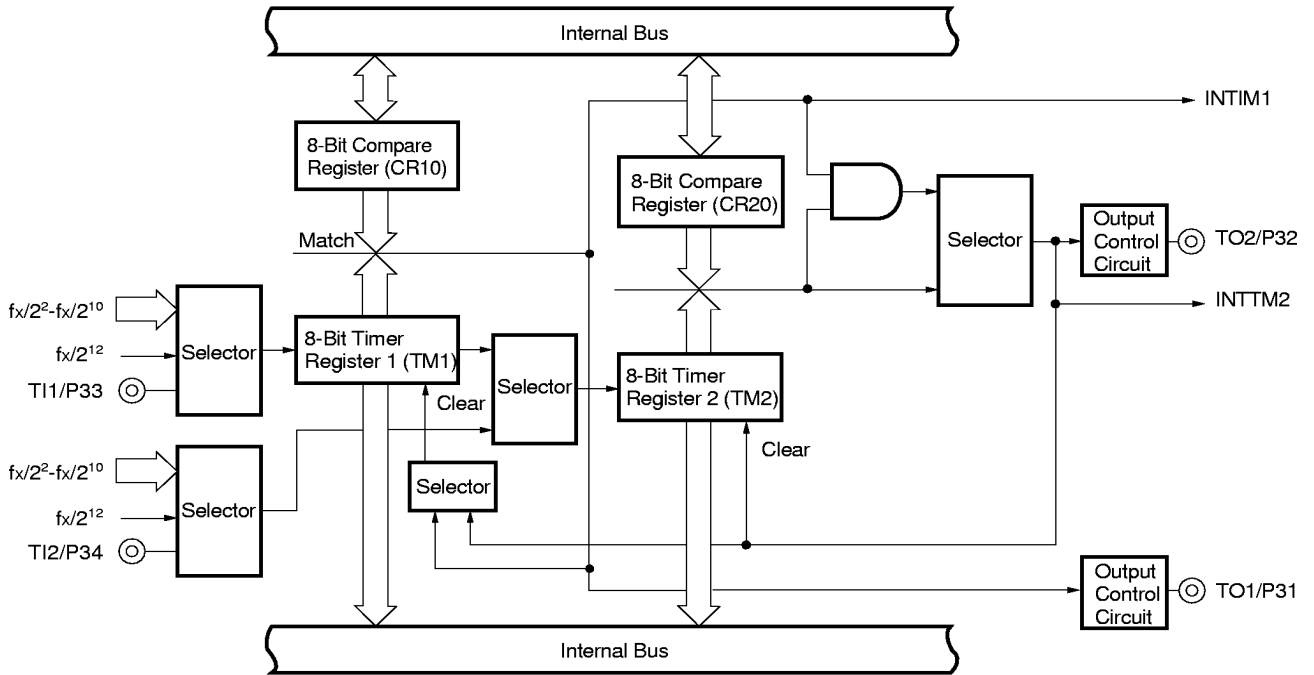 Internal Bus
INTIM1
8-Bit Compare
Register (CR10)
8-Bit Compare
Register (CR20)
Match
Selector
Output
Control
Circuit
TO2/P32
INTTM2
fx/2²-fx/2¹⁰
fx/2¹²
TI1/P33
Selector
8-Bit Timer
Register 1 (TM1)
Selector
8-Bit Timer
Register 2 (TM2)
Clear
Clear
fx/2²-fx/2¹⁰
fx/2¹²
TI2/P34
Selector
Selector
Output
Control
Circuit
TO1/P31
Internal Bus